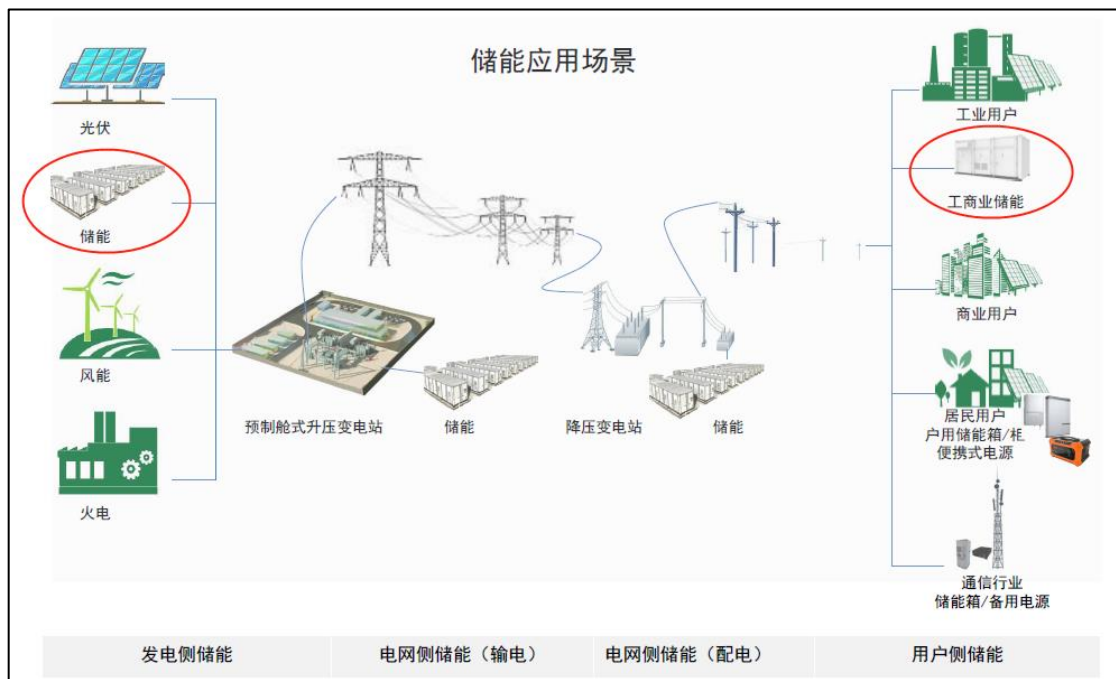 储能应用场景
光伏
储能
风能
火电
预制舱式升压变电站
储能
降压变电站
储能
工业用户
工商业储能
商业用户
居民用户
户用储能箱/柜
便携式电源
通信行业
储能箱/备用电源
发电侧储能
电网侧储能（输电）
电网侧储能（配电）
用户侧储能